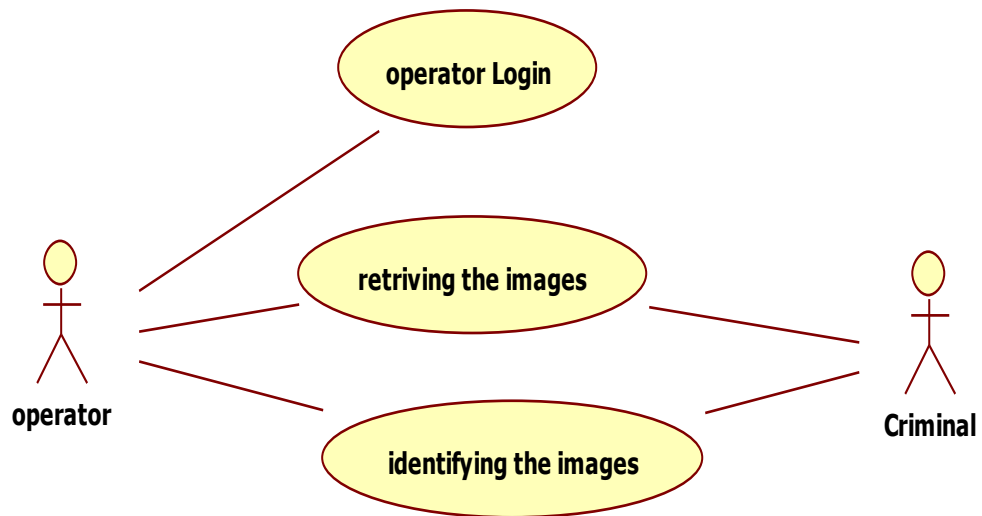 operator Login
retriving the images
operator
Criminal
identifying the images